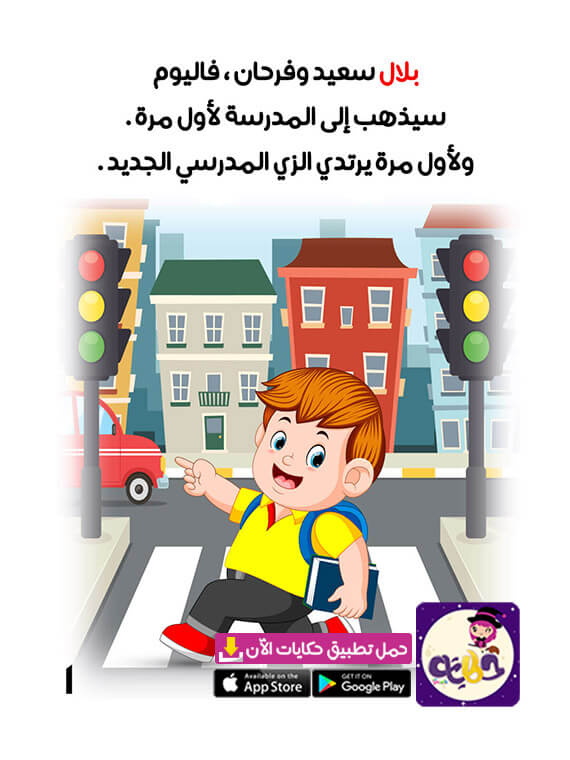 بلال سعيد وفرحان ، فاليوم
سيذهب إلى المدرسة لأول مرة .
ولأول مرة يرتدي الزي المدرسي الجديد .
حمل تطبيق حكايات الآن
Available on the
App Store
GET IT ON
Google Play
حكاية